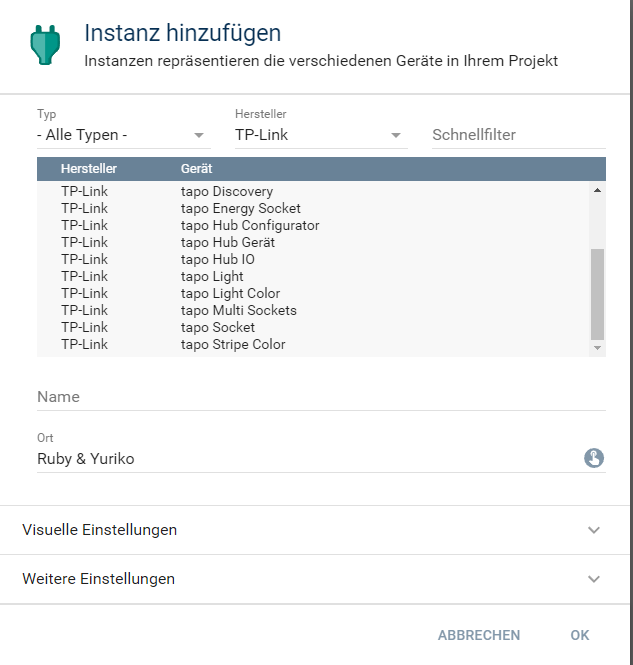 Instanz hinzufügen
Instanzen repräsentieren die verschiedenen Geräte in Ihrem Projekt
Typ Hersteller
- Alle Typen - TP-Link Schnellfilter
Hersteller Gerät
TP-Link tapo Discovery
TP-Link tapo Energy Socket
TP-Link tapo Hub Configurator
TP-Link tapo Hub Gerät
TP-Link tapo Hub IO
TP-Link tapo Light
TP-Link tapo Light Color
TP-Link tapo Multi Sockets
TP-Link tapo Socket
TP-Link tapo Stripe Color
Name
Ort
Ruby & Yuriko
Visuelle Einstellungen
Weitere Einstellungen
ABBRECHEN OK